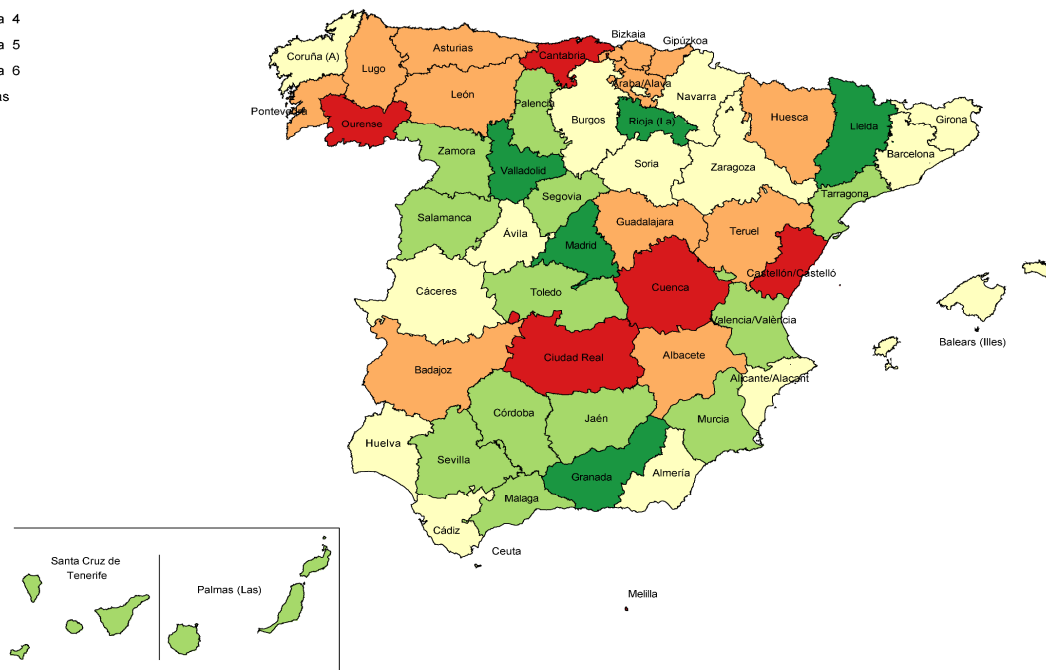 a 4
a 5
a 6
as
Bizkaia
Gipúzkoa
Coruña (A)
Lugo
Asturias
Cantabria
Araba/Alava
Navarra
León
Palencia
Burgos
Rioja (La)
Huesca
Lleida
Girona
Barcelona
Pontevedra
Ourense
Zamora
Valladolid
Soria
Zaragoza
Tarragona
Segovia
Salamanca
Ávila
Madrid
Guadalajara
Teruel
Castellón/Castelló
Cáceres
Toledo
Cuenca
Valencia/València
Balears (Illes)
Badajoz
Ciudad Real
Albacete
Alicante/Alacant
Huelva
Córdoba
Jaén
Murcia
Sevilla
Granada
Almería
Malaga
Cádiz
Ceuta
Melilla
Santa Cruz de
Tenerife
Palmas (Las)